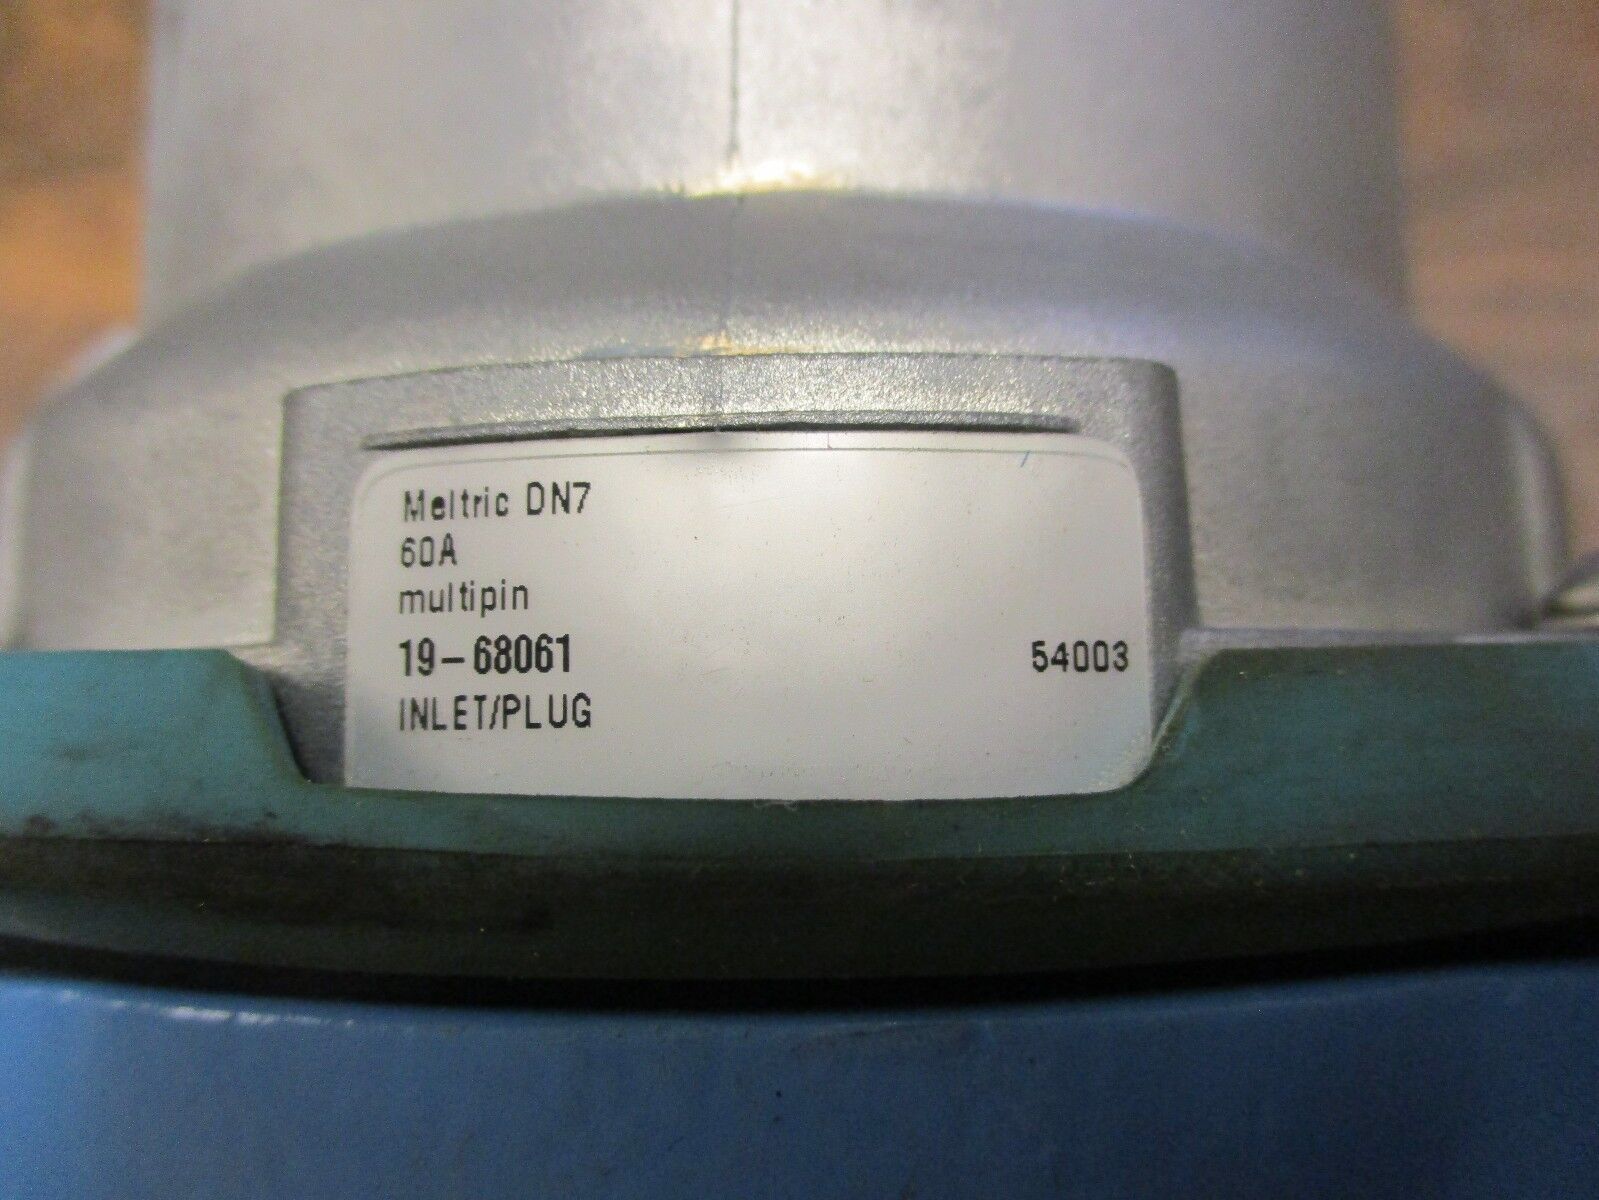 Meltric DN7
60A
multipin
19-68061 54003
INLET/PLUG